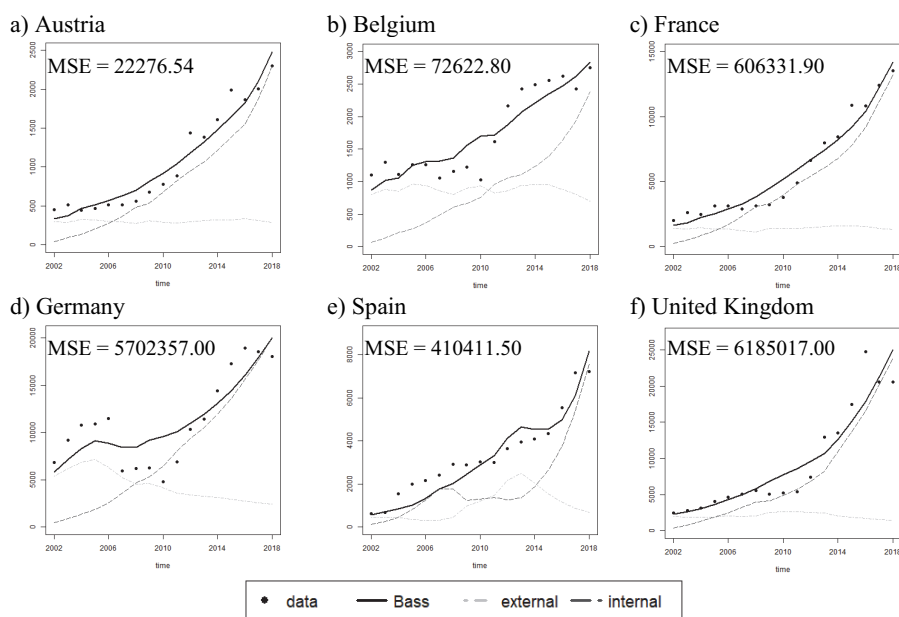 a) Austria
b) Belgium
c) France
MSE = 22276.54
MSE = 72622.80
MSE = 606331.90
0 500 1000 1500 2000 2500
0 500 1000 1500 2000 2500 3000
0 5000 10000 15000
2002 2006 2010 2014 2018
2002 2006 2010 2014 2018
2002 2006 2010 2014 2018
time
time
time
d) Germany
e) Spain
f) United Kingdom
MSE = 5702357.00
MSE = 410411.50
MSE = 6185017.00
0 5000 10000 15000 20000
0 2000 4000 6000 8000
0 5000 10000 15000 20000 25000
2002 2006 2010 2014 2018
2002 2006 2010 2014 2018
2002 2006 2010 2014 2018
time
time
time
data Bass external internal